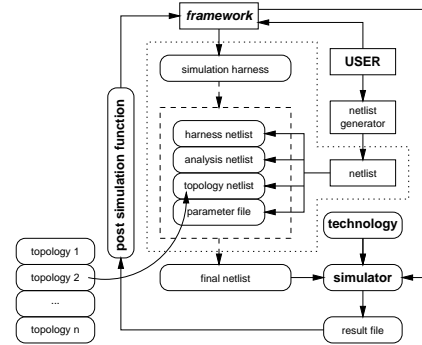 framework
simulation harness
USER
netlist
generator
netlist
harness netlist
analysis netlist
topology netlist
parameter file
post simulation function
technology
topology 1
topology 2
...
topology n
final netlist
simulator
result file